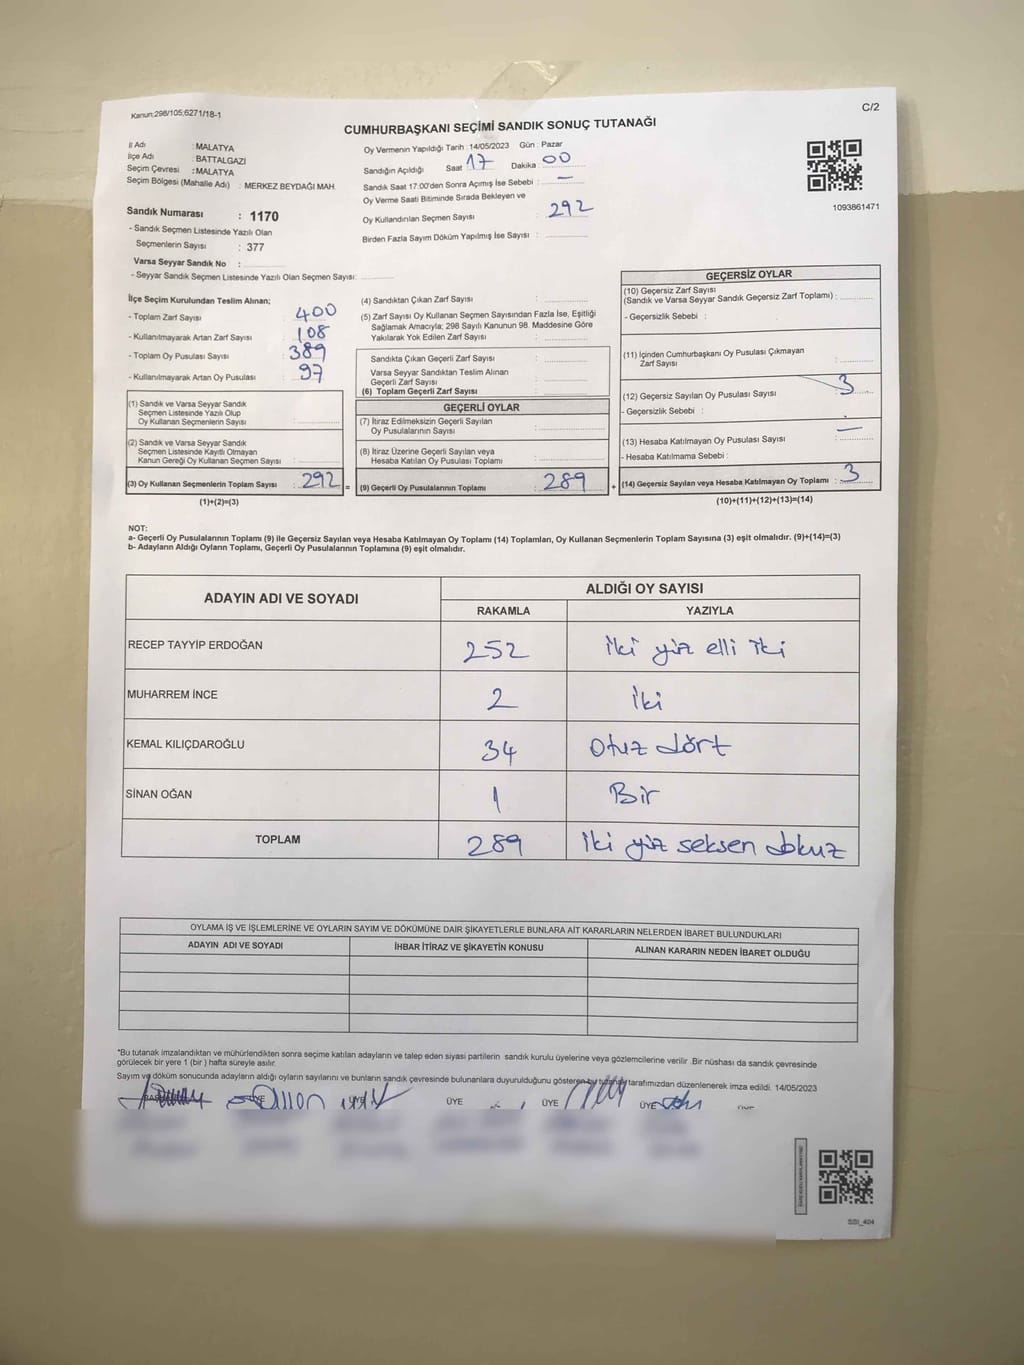 Kanun:298/105;6271/18-1
C/2
CUMHURBAŞKANI SEÇİMİ SANDIK SONUÇ TUTANAĞI
İl Adı : MALATYA
İlçe Adı : BATTALGAZİ
Seçim Çevresi : MALATYA
Seçim Bölgesi (Mahalle Adı) : MERKEZ BEYDAĞI MAH.
Sandık Numarası : 1170
- Sandık Seçmen Listesinde Yazılı Olan
Seçmenlerin Sayısı : 377
Varsa Seyyar Sandık No :
- Seyyar Sandık Seçmen Listesinde Yazılı Olan Seçmen Sayısı:
Oy Vermenin Yapıldığı Tarih : 14/05/2023 Gün : Pazar
Sandığın Açıldığı Saat : 17 Dakika : 00
Sandık Saat 17:00'den Sonra Açımış İse Sebebi : —
Oy Verme Saati Bitiminde Sırada Bekleyen ve
Oy Kullandırılan Seçmen Sayısı : 292
Birden Fazla Sayım Döküm Yapılmış İse Sayısı :
1093861471
İlçe Seçim Kurulundan Teslim Alınan;
- Toplam Zarf Sayısı : 400
- Kullanılmayarak Artan Zarf Sayısı : 108
- Toplam Oy Pusulası Sayısı : 389
- Kullanılmayarak Artan Oy Pusulası : 97
(1) Sandık ve Varsa Seyyar Sandık
Seçmen Listesinde Yazılı Olup
Oy Kullanan Seçmenlerin Sayısı :
(2) Sandık ve Varsa Seyyar Sandık
Seçmen Listesinde Kayıtlı Olmayan
Kanun Gereği Oy Kullanan Seçmen Sayısı :
(3) Oy Kullanan Seçmenlerin Toplam Sayısı : 292
(1)+(2)=(3)
(4) Sandıktan Çıkan Zarf Sayısı :
(5) Zarf Sayısı Oy Kullanan Seçmen Sayısından Fazla İse, Eşitliği
Sağlamak Amacıyla; 298 Sayılı Kanunun 98. Maddesine Göre
Yakılarak Yok Edilen Zarf Sayısı :
Sandıkta Çıkan Geçerli Zarf Sayısı :
Varsa Seyyar Sandıktan Teslim Alınan
Geçerli Zarf Sayısı :
(6) Toplam Geçerli Zarf Sayısı :
GEÇERLİ OYLAR
(7) İtiraz Edilmeksizin Geçerli Sayılan
Oy Pusulalarının Sayısı :
(8) İtiraz Üzerine Geçerli Sayılan veya
Hesaba Katılan Oy Pusulası Toplamı :
= (9) Geçerli Oy Pusulalarının Toplamı : 289 +
GEÇERSİZ OYLAR
(10) Geçersiz Zarf Sayısı
(Sandık ve Varsa Seyyar Sandık Geçersiz Zarf Toplamı) :
- Geçersizlik Sebebi :
(11) İçinden Cumhurbaşkanı Oy Pusulası Çıkmayan
Zarf Sayısı :
(12) Geçersiz Sayılan Oy Pusulası Sayısı : 3
- Geçersizlik Sebebi :
(13) Hesaba Katılmayan Oy Pusulası Sayısı : —
- Hesaba Katılmama Sebebi :
(14) Geçersiz Sayılan veya Hesaba Katılmayan Oy Toplamı : 3
(10)+(11)+(12)+(13)=(14)
NOT:
a- Geçerli Oy Pusulalarının Toplamı (9) ile Geçersiz Sayılan veya Hesaba Katılmayan Oy Toplamı (14) Toplamları, Oy Kullanan Seçmenlerin Toplam Sayısına (3) eşit olmalıdır. (9)+(14)=(3)
b- Adayların Aldığı Oyların Toplamı, Geçerli Oy Pusulalarının Toplamına (9) eşit olmalıdır.
ADAYIN ADI VE SOYADI
ALDIĞI OY SAYISI
RAKAMLA YAZIYLA
RECEP TAYYİP ERDOĞAN 252 İki yüz elli iki
MUHARREM İNCE 2 İki
KEMAL KILIÇDAROĞLU 34 Otuz dört
SİNAN OĞAN 1 Bir
TOPLAM 289 İki yüz seksen dokuz
OYLAMA İŞ VE İŞLEMLERİNE VE OYLARIN SAYIM VE DÖKÜMÜNE DAİR ŞİKAYETLERLE BUNLARA AİT KARARLARIN NELERDEN İBARET BULUNDUKLARI
ADAYIN ADI VE SOYADI İHBAR İTİRAZ VE ŞİKAYETİN KONUSU ALINAN KARARIN NEDEN İBARET OLDUĞU
*Bu tutanak imzalandıktan ve mühürlendikten sonra seçime katılan adayların ve talep eden siyasi partilerin sandık kurulu üyelerine veya gözlemcilerine verilir .Bir nüshası da sandık çevresinde
görülecek bir yere 1 (bir) hafta süreyle asılır.
Sayım ve döküm sonucunda adayların aldığı oyların sayılarını ve bunların sandık çevresinde bulunanlara duyurulduğunu gösteren bu tutanak tarafımızdan düzenlenerek imza edildi. 14/05/2023
ÜYE ÜYE ÜYE ÜYE
SSI_404